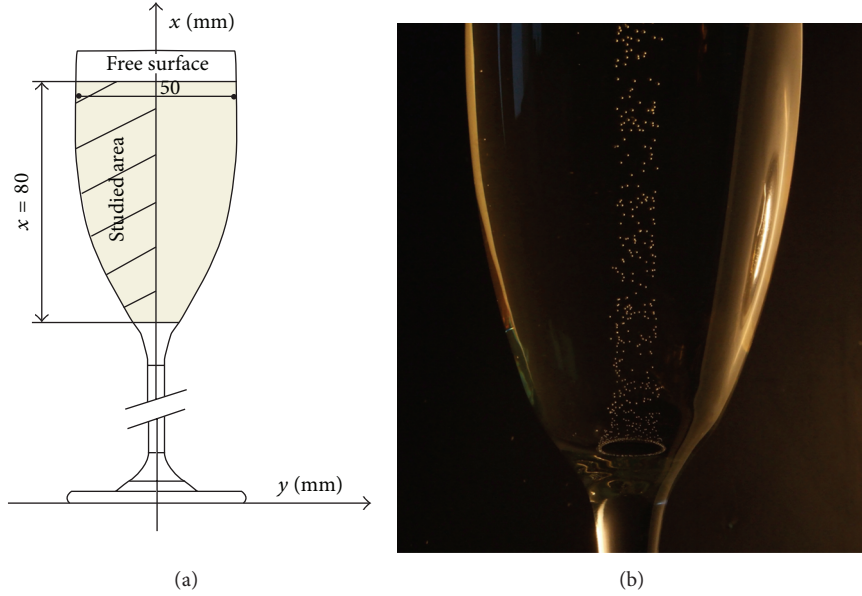 x (mm)
Free surface
50
Studied area
x = 80
y (mm)
(a)
(b)